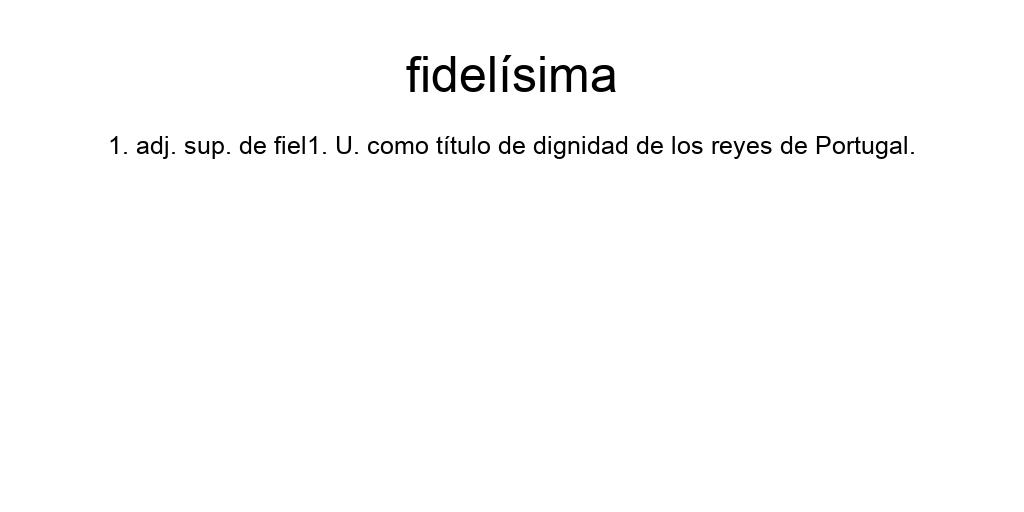 fidelísima
1. adj. sup. de fiel1. U. como título de dignidad de los reyes de Portugal.